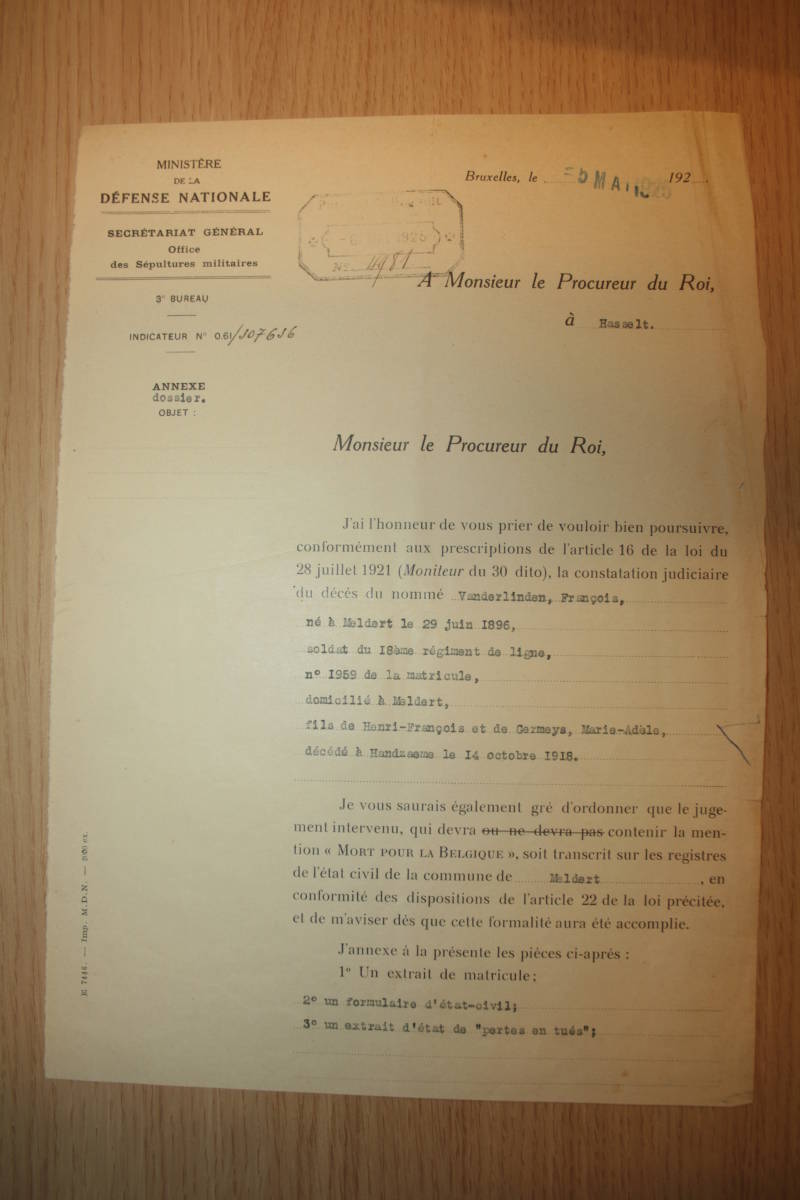 MINISTÈRE
DE LA
DÉFENSE NATIONALE
SECRÉTARIAT GÉNÉRAL
Office
des Sépultures militaires
3e BUREAU
INDICATEUR N° 0.61/
ANNEXE
dossier.
OBJET :
Bruxelles, le -5 MAI 192
No. 4981
A Monsieur le Procureur du Roi,
à Hasselt.
Monsieur le Procureur du Roi,
J'ai l'honneur de vous prier de vouloir bien poursuivre,
conformément aux prescriptions de l'article 16 de la loi du
28 juillet 1921 (Moniteur du 30 dito), la constatation judiciaire
du décès du nommé Vanderlinden, François,
né à Meldert le 29 juin 1896,
soldat du 18ème régiment de ligne,
n° 1959 de la matricule,
domicilié à Meldert,
fils de Henri-François et de Germeys, Marie-Adèle,
décédé à Handzaeme le 14 octobre 1918.
Je vous saurais également gré d'ordonner que le juge-
ment intervenu, qui devra ou ne devra pas contenir la men-
tion « MORT POUR LA BELGIQUE », soit transcrit sur les registres
de l'état civil de la commune de Meldert, en
conformité des dispositions de l'article 22 de la loi précitée,
et de m'aviser dès que cette formalité aura été accomplie.
J'annexe à la présente les pièces ci-après :
1° Un extrait de matricule;
2° un formulaire d'état-civil;
3° un extrait d'état de "pertes en tués";
E 7446. — Imp. M.D.N. —